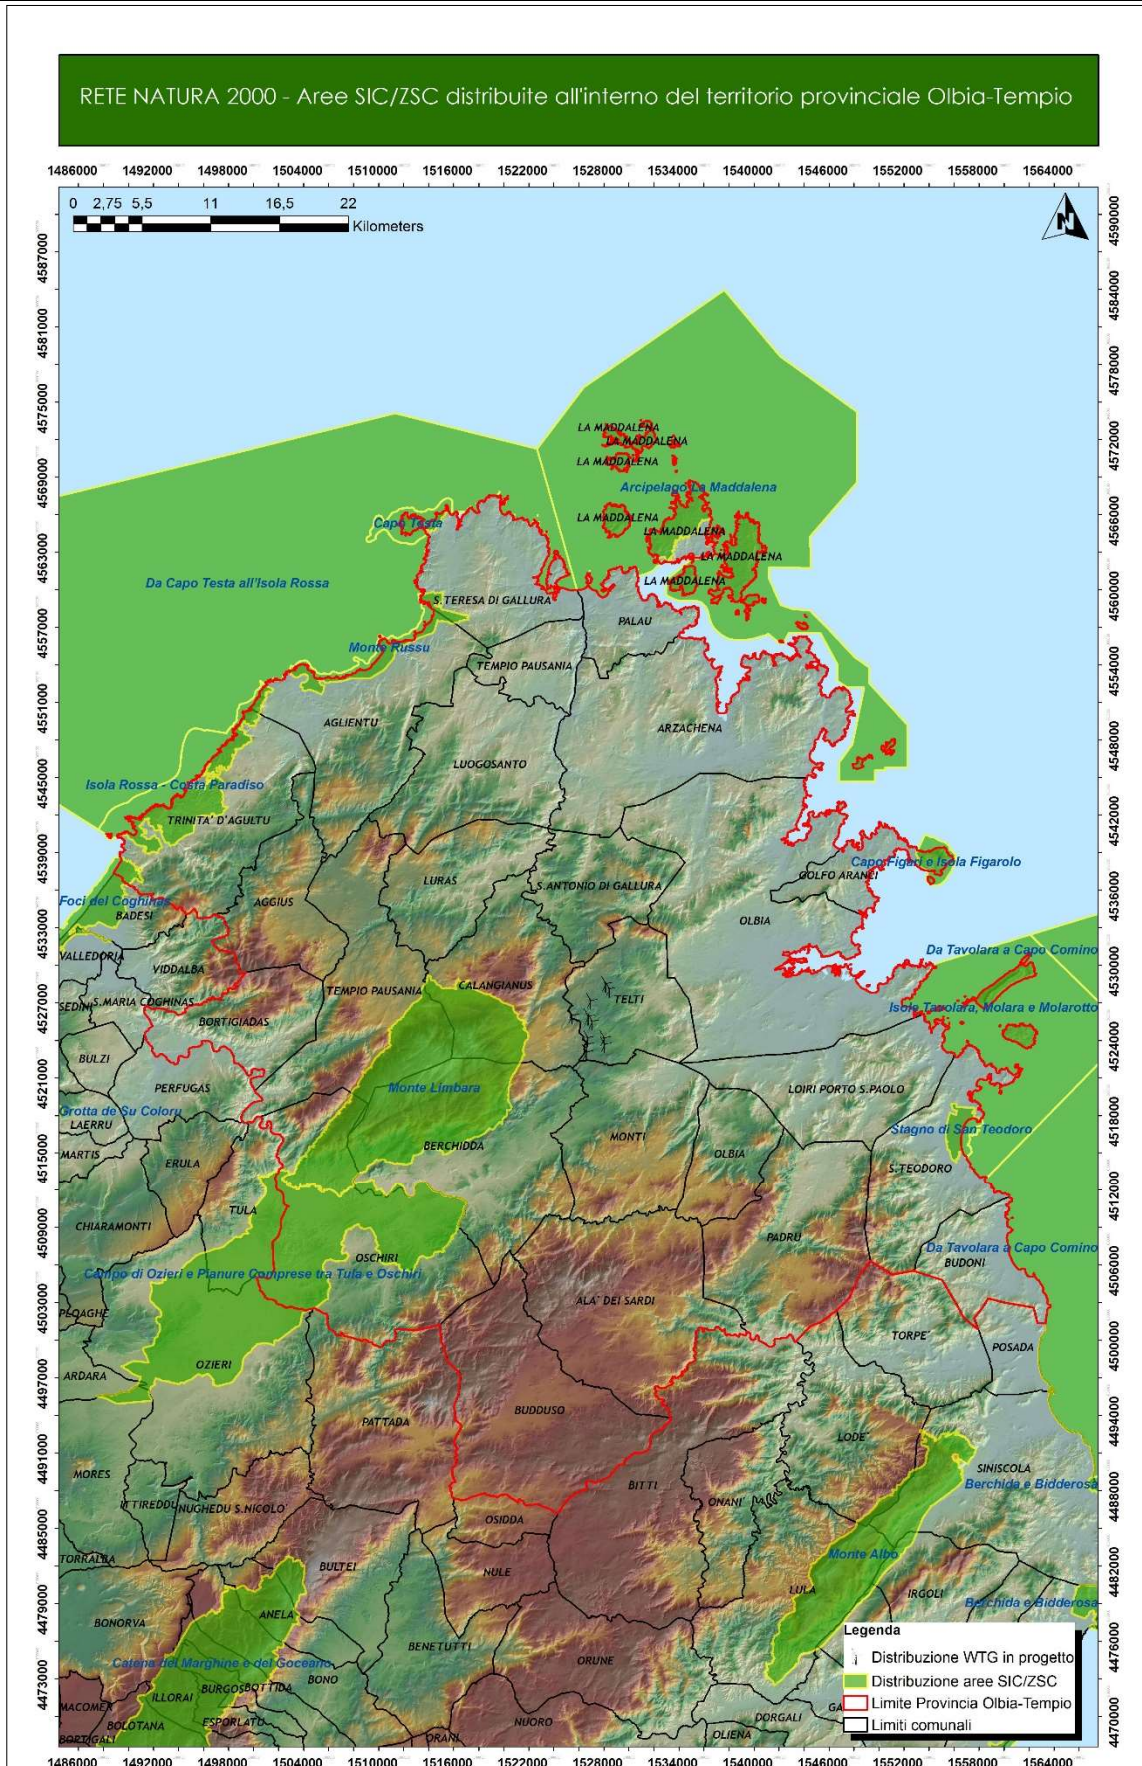 RETE NATURA 2000 - Aree SIC/ZSC distribuite all'interno del territorio provinciale Olbia-Tempio
1486000 1492000 1498000 1504000 1510000 1516000 1522000 1528000 1534000 1540000 1546000 1552000 1558000 1564000
0 2,75 5,5 11 16,5 22
Kilometers
N
4587000
4581000
4575000
4569000
4563000
4570000
4551000
4545000
4539000
4533000
4527000
4521000
4515000
4509000
4503000
4497000
4491000
4485000
4479000
4473000
4590000
4584000
4578000
4572000
4566000
4560000
4554000
4548000
4542000
4536000
4530000
4524000
4518000
4512000
4506000
4500000
4494000
4488000
4482000
4476000
4470000
LA MADDALENA
LA MADDALENA
LA MADDALENA
Arcipelago La Maddalena
LA MADDALENA
Capo Testa
LA MADDALENA
LA MADDALENA
Da Capo Testa all'Isola Rossa
LA MADDALENA
S.TERESA DI GALLURA
PALAU
Monte Russu
TEMPIO PAUSANIA
AGLIENTU
ARZACHENA
LUOGOSANTO
Isola Rossa - Costa Paradiso
TRINITA' D'AGULTU
Capo Figari e Isola Figarolo
GOLFO ARANCI
LURAS
S.ANTONIO DI GALLURA
Foci del Coghinas
AGGIUS
BADESI
OLBIA
Da Tavolara a Capo Comino
VALLEDORIA
VIDDALBA
CALANGIANUS
TEMPIO PAUSANIA
TELTI
SEDINI
S.MARIA COGHINAS
Isole Tavolara, Molara e Molarotto
BORTIGIADAS
BULZI
PERFUGAS
Monte Limbara
LOIRI PORTO S.PAOLO
Grotta de Su Coloru
LAERRU
Stagno di San Teodoro
MONTI
BERCHIDDA
OLBIA
MARTIS
ERULA
S.TEODORO
TULA
CHIARAMONTI
PADRU
Da Tavolara a Capo Comino
OSCHIRI
BUDONI
Campo di Ozieri e Pianure Comprese tra Tula e Oschiri
ALA' DEI SARDI
PLOAGHE
TORPE'
POSADA
OZIERI
ARDARA
BUDDUSO
PATTADA
LODE'
MORES
SINISCOLA
BITTI
Berchida e Bidderosa
ITTIREDDU
NUGHEDU S.NICOLO'
ONANI'
OSIDDA
Monte Albo
TORRALBA
BULTEI
NULE
LULA
IRGOLI
Berchida e Bidderosa
ANELA
BONORVA
BENETUTTI
ORUNE
Catena del Marghine e del Goceano
BONO
BURGOS
BOTTIDA
ILLORAI
MACOMER
ESPORLATU
BOLOTANA
NUORO
DORGALI
GA
BORTIGALI
ORANI
OLIENA
Legenda
Distribuzione WTG in progetto
Distribuzione aree SIC/ZSC
Limite Provincia Olbia-Tempio
Limiti comunali
1486000 1492000 1498000 1504000 1510000 1516000 1522000 1528000 1534000 1540000 1546000 1552000 1558000 1564000